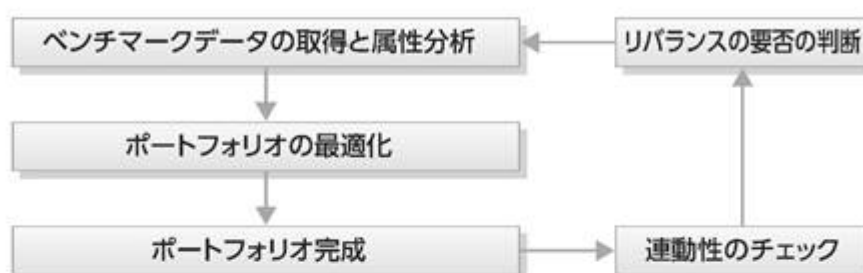 ベンチマークデータの取得と属性分析
リバランスの要否の判断
ポートフォリオの最適化
ポートフォリオ完成
連動性のチェック